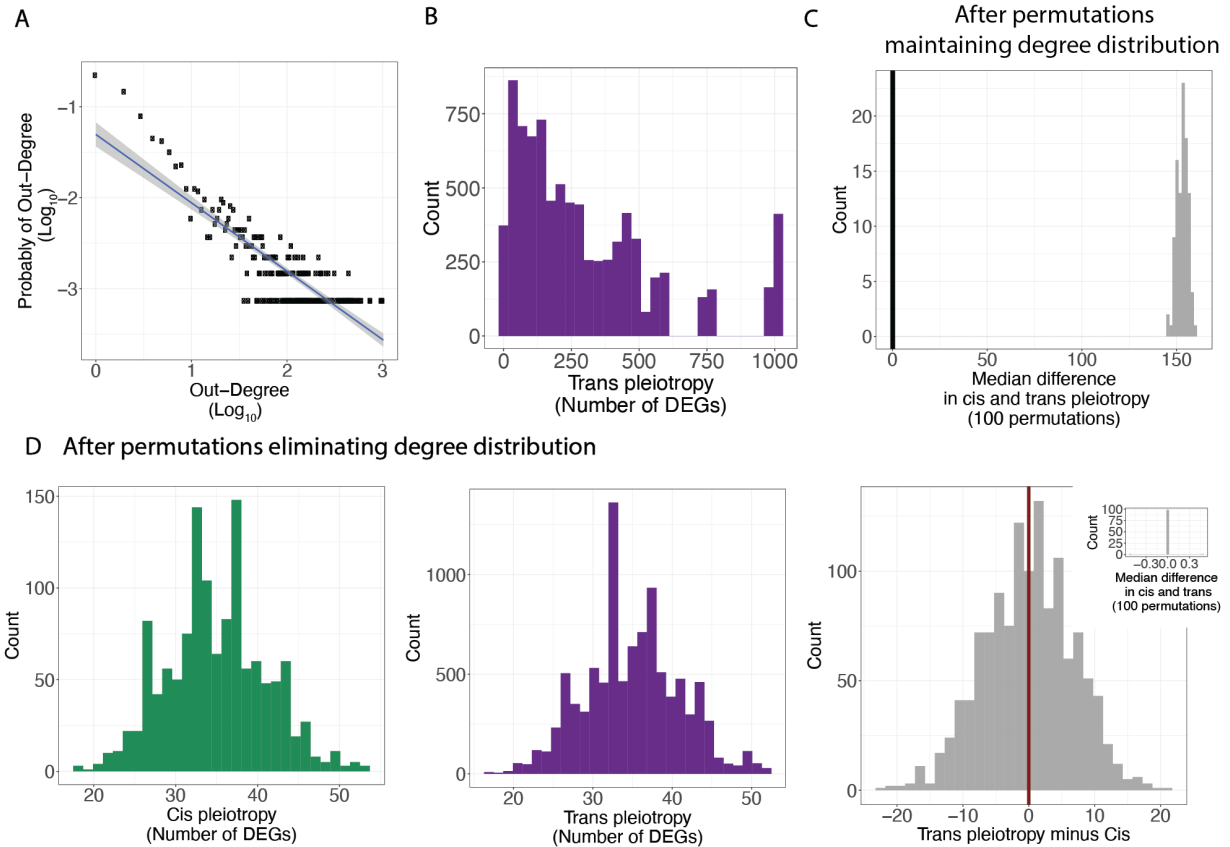 A
Probably of Out−Degree
(Log10)
−1
−2
−3
0
1
2
3
Out−Degree
(Log10)
B
Count
750
500
250
0
0
250
500
750
1000
Trans pleiotropy
(Number of DEGs)
C
After permutations
maintaining degree distribution
Count
20
15
10
5
0
0
50
100
150
Median difference
in cis and trans pleiotropy
(100 permutations)
D After permutations eliminating degree distribution
Count
150
100
50
0
20
30
40
50
Cis pleiotropy
(Number of DEGs)
Count
1000
500
0
20
30
40
50
Trans pleiotropy
(Number of DEGs)
Count
100
50
0
−20
−10
0
10
20
Trans pleiotropy minus Cis
Count
100
75
50
25
0
−0.3
0.0
0.3
Median difference
in cis and trans
(100 permutations)